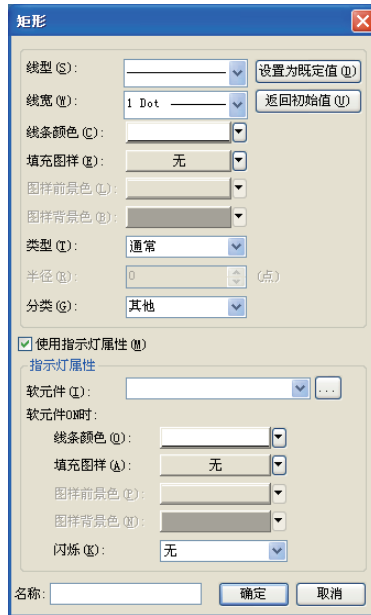 矩形
线型(S):
设置为既定值(D)
线宽(W): 1 Dot
返回初始值(U)
线条颜色(C):
填充图样(E): 无
图样前景色(L):
图样背景色(B):
类型(T): 通常
半径(R): 0 (点)
分类(G): 其他
使用指示灯属性(M)
指示灯属性
软元件(I): ...
软元件ON时:
线条颜色(O):
填充图样(A): 无
图样前景色(P):
图样背景色(N):
闪烁(K): 无
名称:
确定 取消